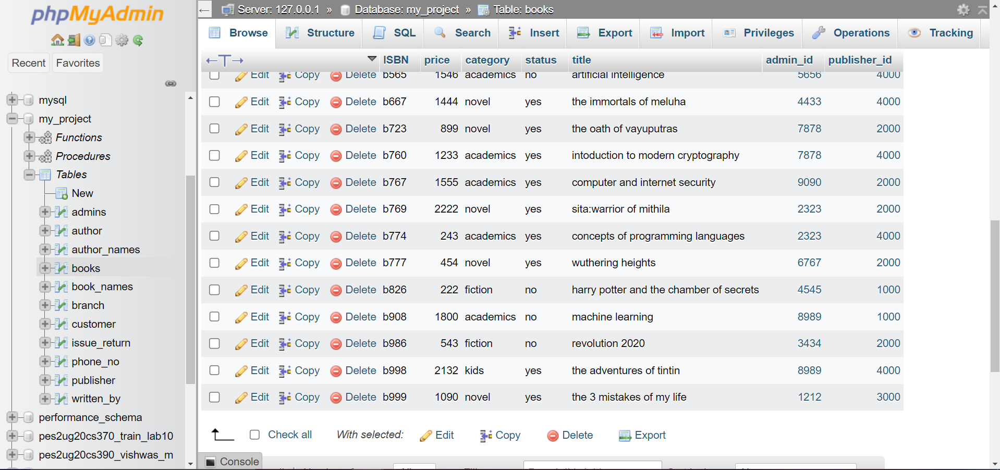 phpMyAdmin
Recent Favorites
mysql
my_project
Functions
Procedures
Tables
New
admins
author
author_names
books
book_names
branch
customer
issue_return
phone_no
publisher
written_by
performance_schema
pes2ug20cs370_train_lab10
pes2ug20cs390_vishwas_m
Server: 127.0.0.1 » Database: my_project » Table: books
Browse Structure SQL Search Insert Export Import Privileges Operations Tracking
←T→ ISBN price category status title admin_id publisher_id
Edit Copy Delete b565 1546 academics no artificial intelligence 5656 4000
Edit Copy Delete b667 1444 novel yes the immortals of meluha 4433 4000
Edit Copy Delete b723 899 novel yes the oath of vayuputras 7878 2000
Edit Copy Delete b760 1233 academics yes intoduction to modern cryptography 7878 4000
Edit Copy Delete b767 1555 academics yes computer and internet security 9090 2000
Edit Copy Delete b769 2222 novel yes sita:warrior of mithila 2323 2000
Edit Copy Delete b774 243 academics yes concepts of programming languages 2323 4000
Edit Copy Delete b777 454 novel yes wuthering heights 6767 2000
Edit Copy Delete b826 222 fiction no harry potter and the chamber of secrets 4545 1000
Edit Copy Delete b908 1800 academics no machine learning 8989 1000
Edit Copy Delete b986 543 fiction no revolution 2020 3434 2000
Edit Copy Delete b998 2132 kids yes the adventures of tintin 8989 4000
Edit Copy Delete b999 1090 novel yes the 3 mistakes of my life 1212 3000
Check all With selected: Edit Copy Delete Export
Console